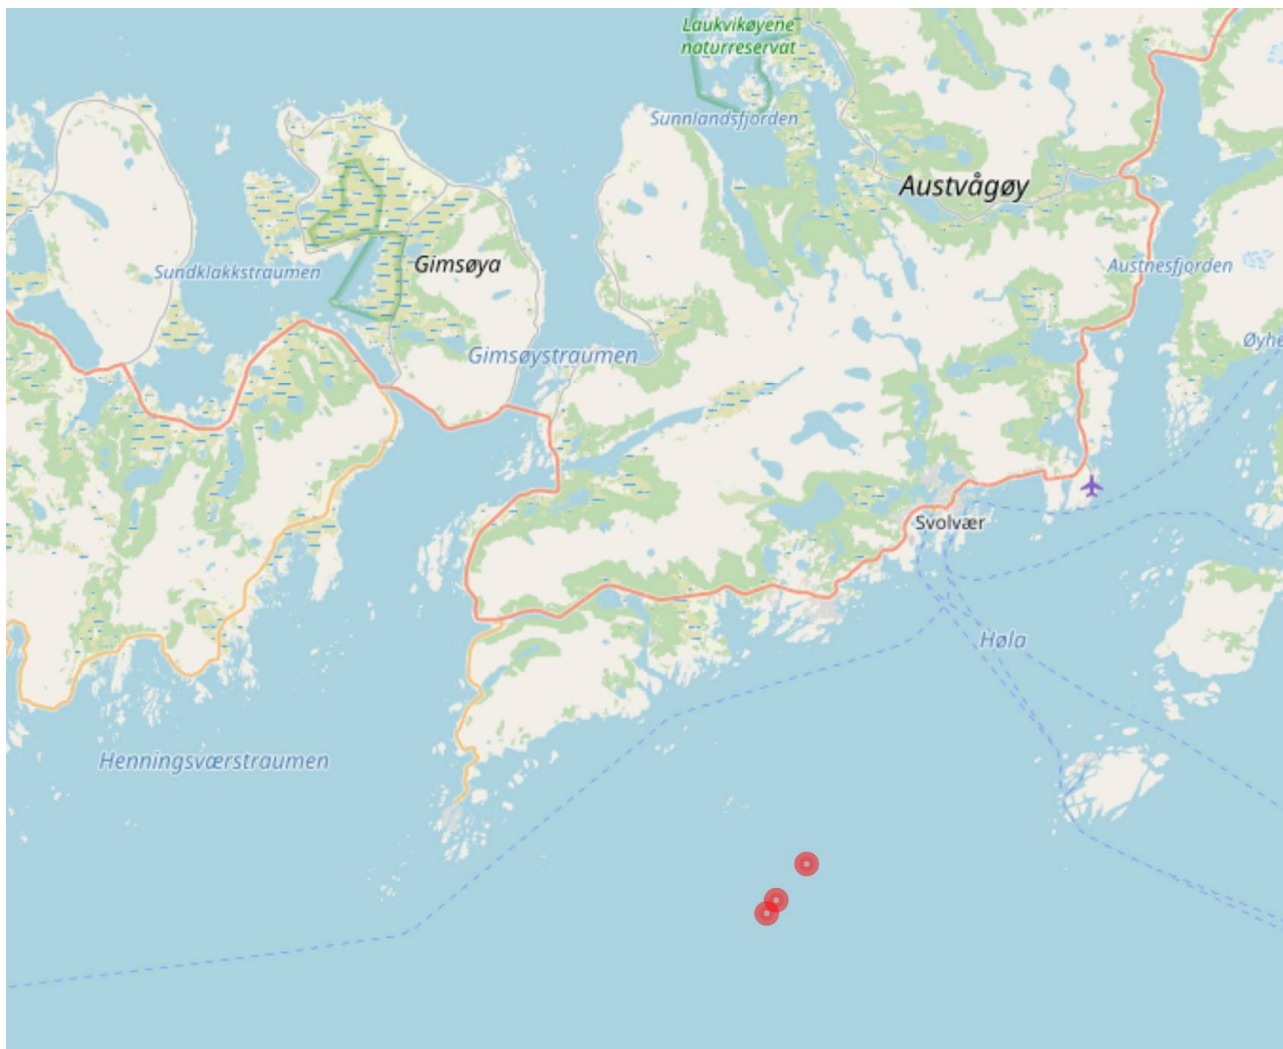 Laukvikøyene
naturreservat
Sunnlandsfjorden
Austvågøy
Sundklakkstraumen
Gimsøya
Austnesfjorden
Gimsøystraumen
Øyhe
Svolvær
Høla
Henningsværstraumen